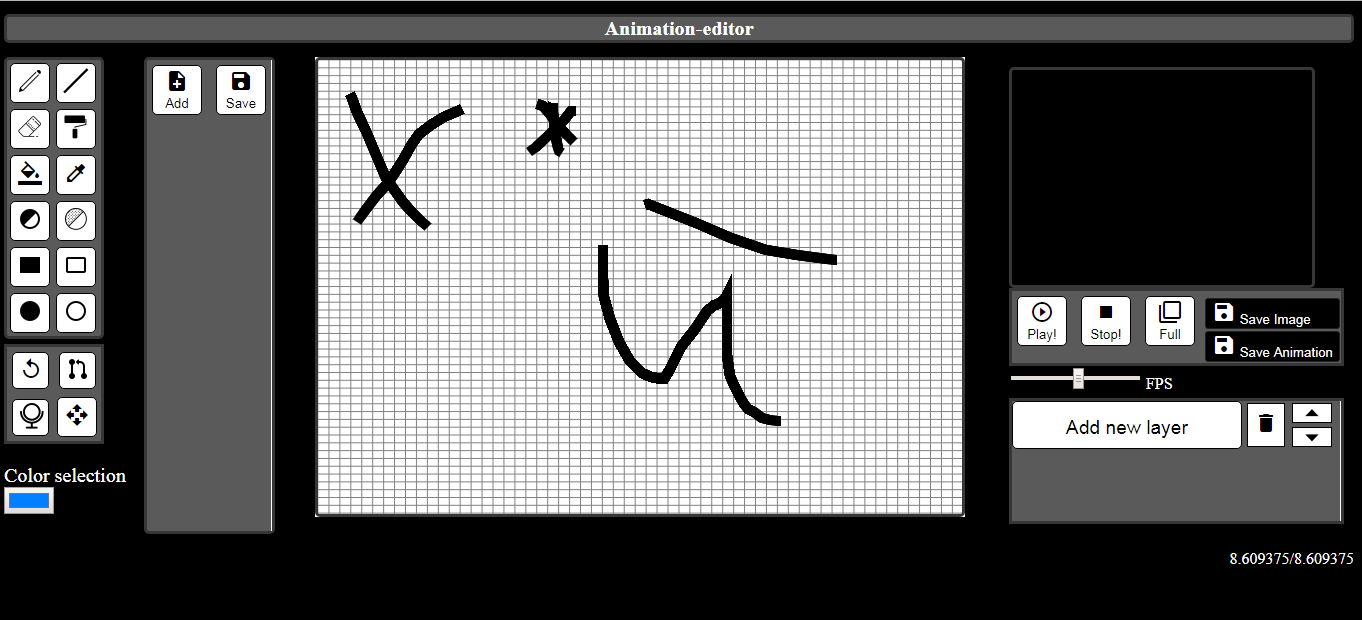 Animation-editor
Add
Save
Play!
Stop!
Full
Save Image
Save Animation
FPS
Add new layer
Color selection
8.609375/8.609375